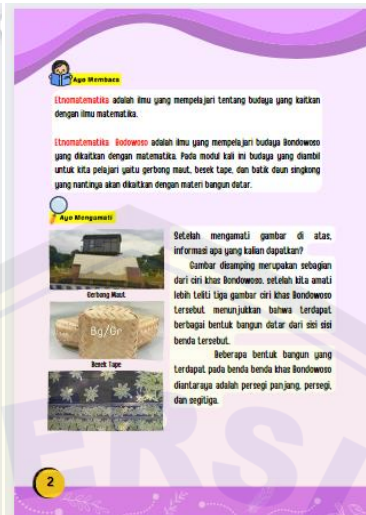 Ayo Membaca
Etnomatematika adalah ilmu yang mempelajari tentang budaya yang kaitkan
dengan ilmu matematika.
Etnomatematika Bodowoso adalah ilmu yang mempelajari budaya Bondowoso
yang dikaitkan dengan matematika. Pada modul kali ini budaya yang diambil
untuk kita pelajari yaitu gerbong maut, besek tape, dan batik daun singkong
yang nantinya akan dikaitkan dengan materi bangun datar.
Ayo Mengamati
Setelah mengamati gambar di atas,
informasi apa yang kalian dapatkan?
Gambar disamping merupakan sebagian
dari ciri khas Bondowoso. setelah kita amati
lebih teliti tiga gambar ciri khas Bondowoso
tersebut menunjukkan bahwa terdapat
berbagai bentuk bangun datar dari sisi sisi
benda tersebut.
Beberapa bentuk bangun yang
terdapat pada benda benda khas Bondowoso
diantaraya adalah persegi panjang, persegi,
dan segitiga.
Gerbong Maut
Bg/Gr
Besek Tape
2
ERSI